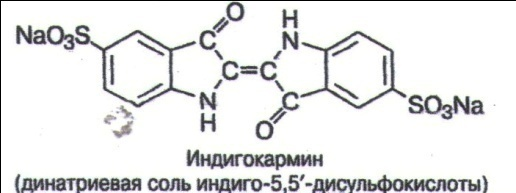 O
H
NaO₃S
N
C
C=C
C
N
SO₃Na
H
O
Индигокармин
(динатриевая соль индиго-5,5′-дисульфокислоты)